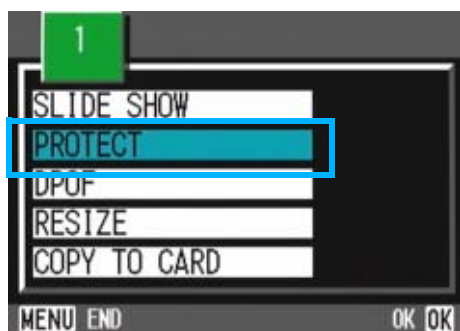 1
SLIDE SHOW
PROTECT
DPOF
RESIZE
COPY TO CARD
MENU END OK OK